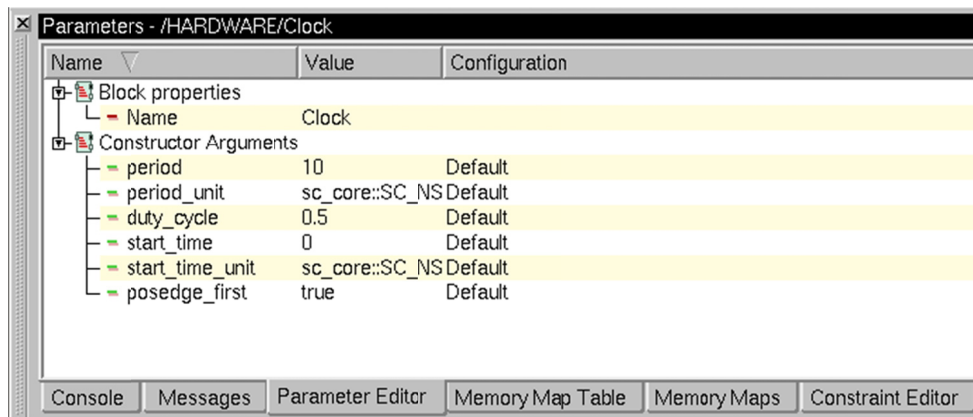 Parameters - /HARDWARE/Clock
Name Value Configuration
Block properties
Name Clock
Constructor Arguments
period 10 Default
period_unit sc_core::SC_NS Default
duty_cycle 0.5 Default
start_time 0 Default
start_time_unit sc_core::SC_NS Default
posedge_first true Default
Console Messages Parameter Editor Memory Map Table Memory Maps Constraint Editor